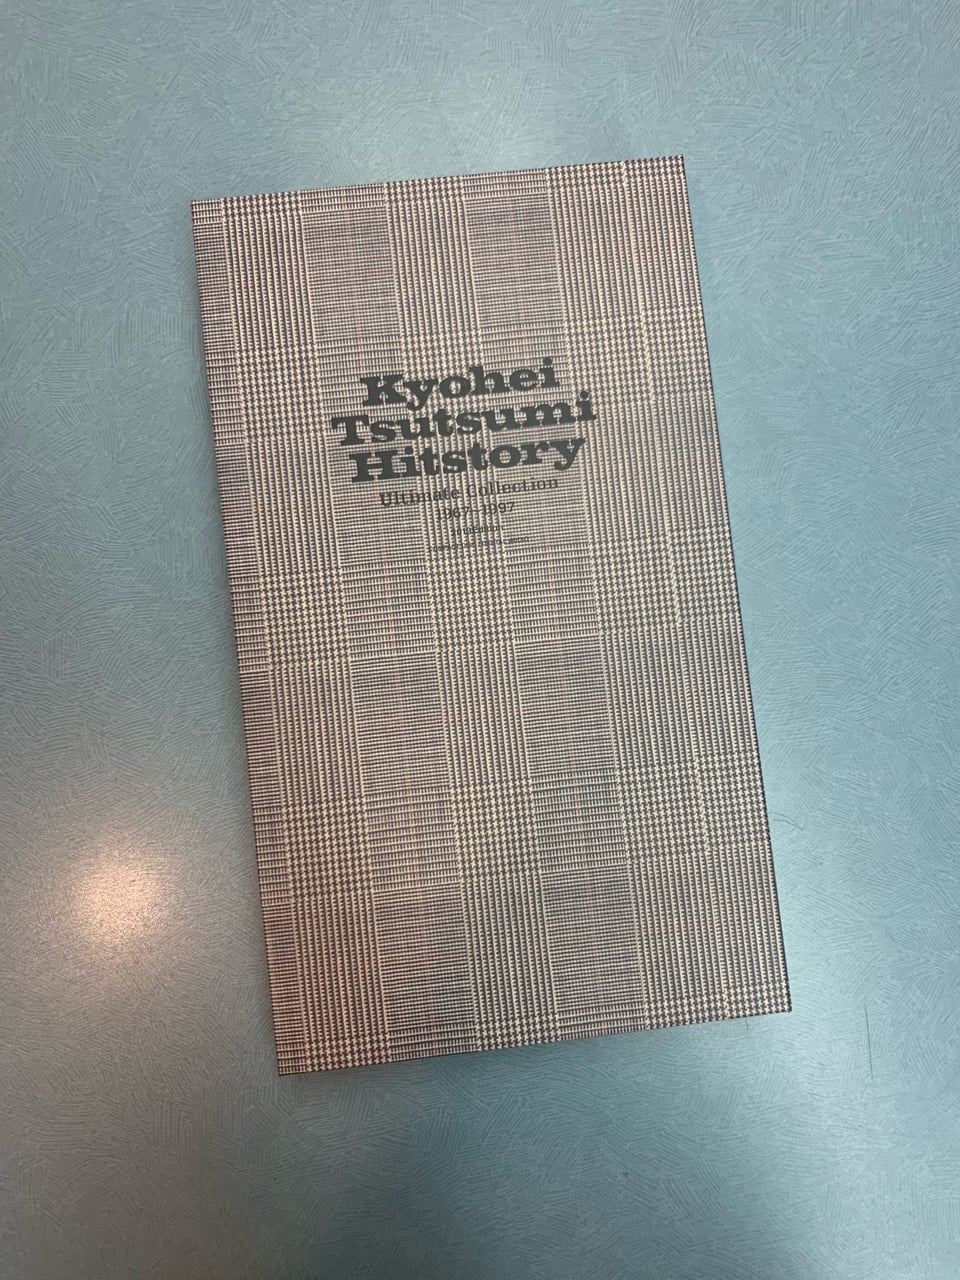 Kyohei
Tsutsumi
Hitstory
Ultimate Collection
1967-1997